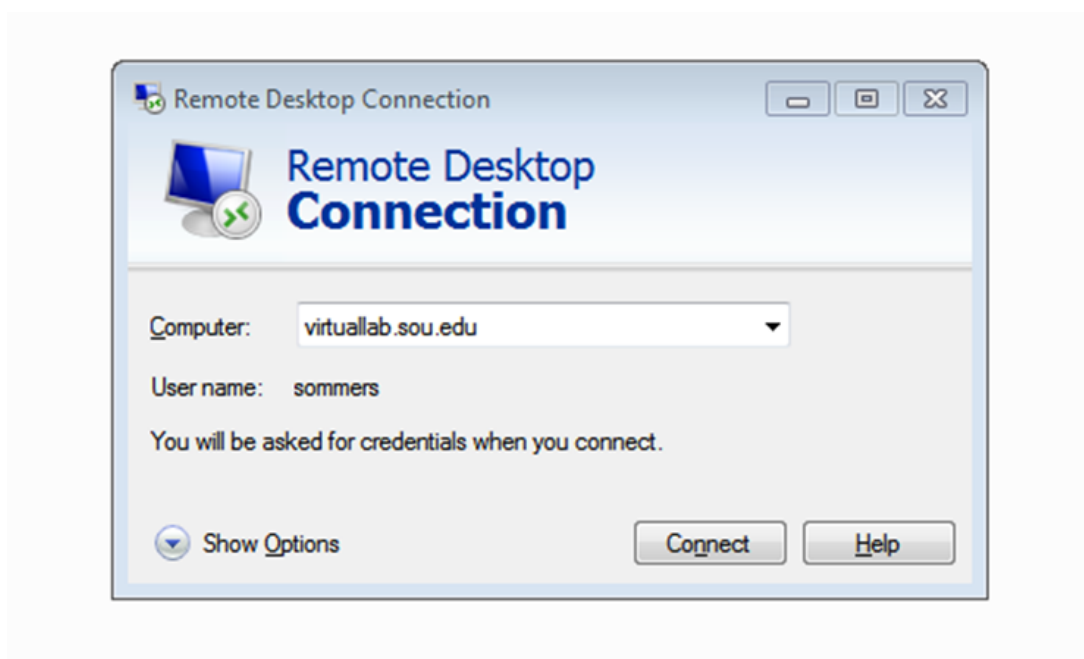 Remote Desktop Connection
Remote Desktop
Connection
Computer: virtuallab.sou.edu
User name: sommers
You will be asked for credentials when you connect.
Show Options Connect Help